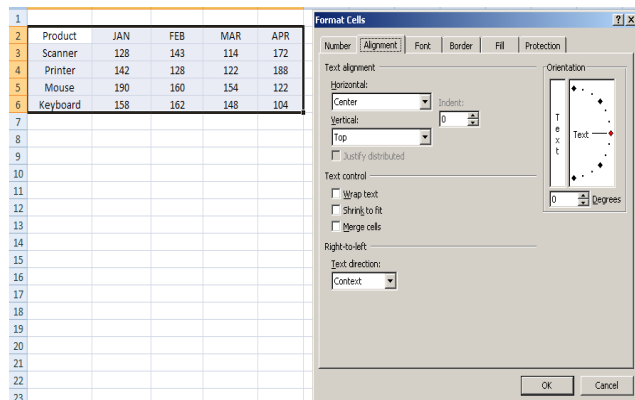 1
2 Product JAN FEB MAR APR
3 Scanner 128 143 114 172
4 Printer 142 128 122 188
5 Mouse 190 160 154 122
6 Keyboard 158 162 148 104
7
8
9
10
11
12
13
14
15
16
17
18
19
20
21
22
23
Format Cells ? X
Number Alignment Font Border Fill Protection
Text alignment
Horizontal:
Center
Indent:
0
Vertical:
Top
Justify distributed
Text control
Wrap text
Shrink to fit
Merge cells
Right-to-left
Text direction:
Context
Orientation
Text
Text
0 Degrees
OK Cancel